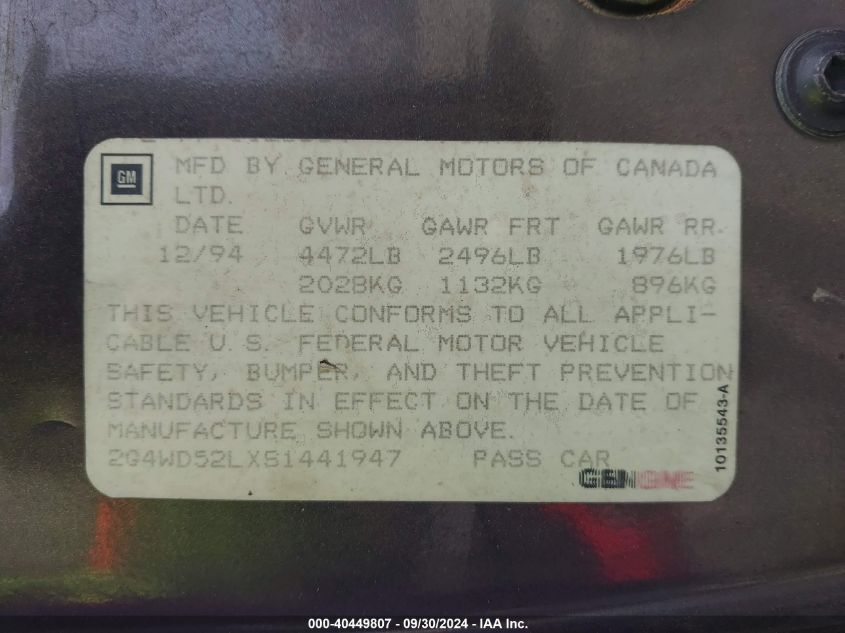 GM
MFD BY GENERAL MOTORS OF CANADA
LTD.
DATE GVWR GAWR FRT GAWR RR.
12/94 4472LB 2496LB 1976LB
2028KG 1132KG 896KG
THIS VEHICLE CONFORMS TO ALL APPLI-
CABLE U.S. FEDERAL MOTOR VEHICLE
SAFETY, BUMPER, AND THEFT PREVENTION
STANDARDS IN EFFECT ON THE DATE OF
MANUFACTURE SHOWN ABOVE.
2G4WD52LXS1441947 PASS CAR
10135543-A
000-40449807 - 09/30/2024 - IAA Inc.